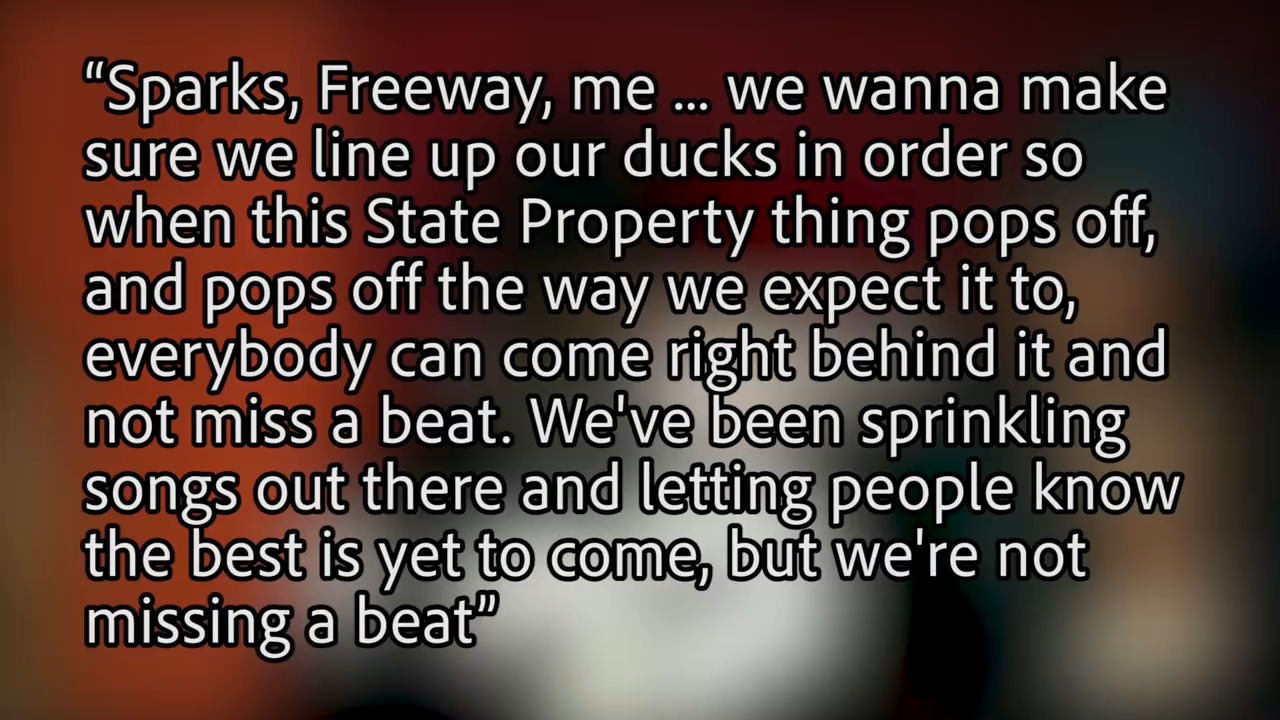 “Sparks, Freeway, me ... we wanna make
sure we line up our ducks in order so
when this State Property thing pops off,
and pops off the way we expect it to,
everybody can come right behind it and
not miss a beat. We've been sprinkling
songs out there and letting people know
the best is yet to come, but we're not
missing a beat”